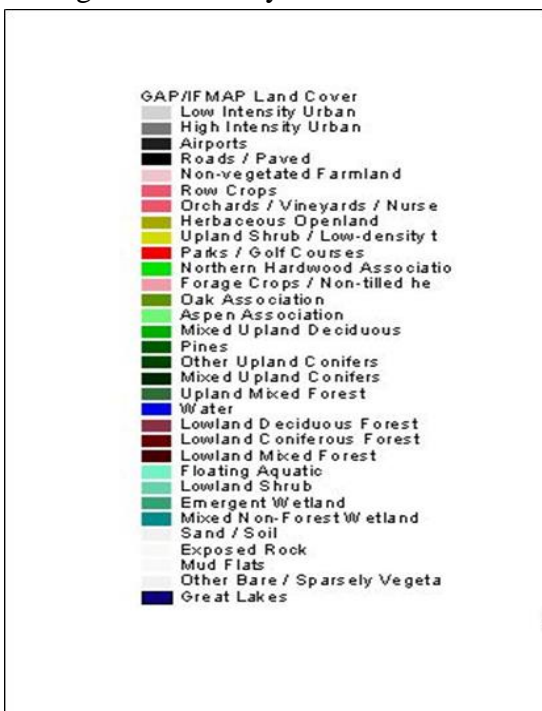 GAP/IFMAP Land Cover
Low Intensity Urban
High Intensity Urban
Airports
Roads / Paved
Non-vegetated Farmland
Row Crops
Orchards / Vineyards / Nurse
Herbaceous Openland
Upland Shrub / Low-density t
Parks / Golf Courses
Northern Hardwood Associatio
Forage Crops / Non-tilled he
Oak Association
Aspen Association
Mixed Upland Deciduous
Pines
Other Upland Conifers
Mixed Upland Conifers
Upland Mixed Forest
Water
Lowland Deciduous Forest
Lowland Coniferous Forest
Lowland Mixed Forest
Floating Aquatic
Lowland Shrub
Emergent Wetland
Mixed Non-Forest Wetland
Sand / Soil
Exposed Rock
Mud Flats
Other Bare / Sparsely Vegeta
Great Lakes